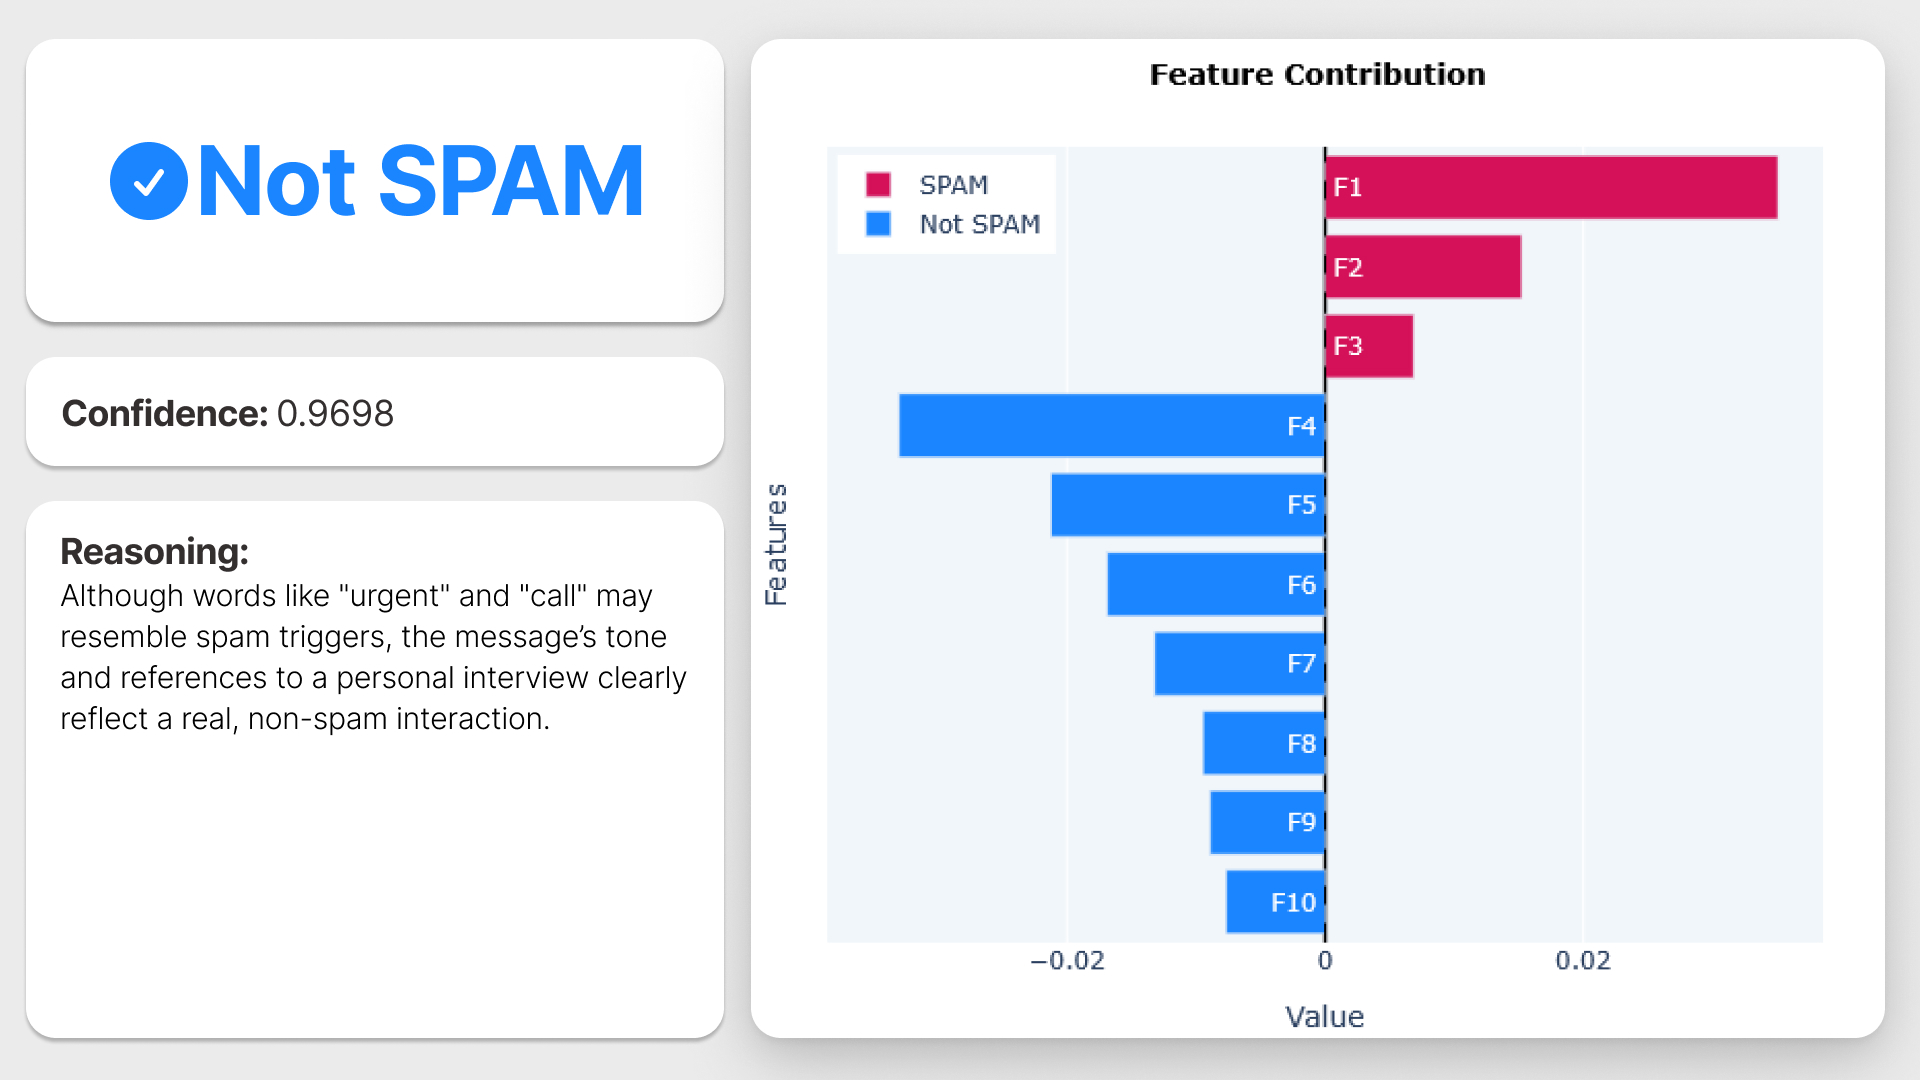 Not SPAM
Confidence: 0.9698
Reasoning:
Although words like "urgent" and "call" may
resemble spam triggers, the message’s tone
and references to a personal interview clearly
reflect a real, non-spam interaction.
Feature Contribution
SPAM
Not SPAM
F1
F2
F3
F4
F5
F6
F7
F8
F9
F10
Features
−0.02 0 0.02
Value